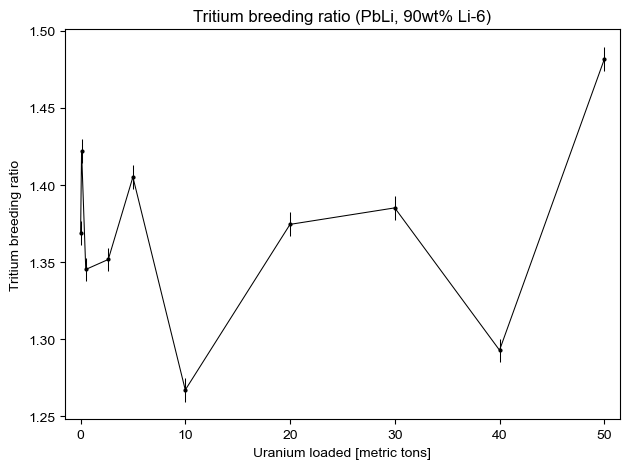 Tritium breeding ratio (PbLi, 90wt% Li-6)
1.50
1.45
1.40
1.35
1.30
1.25
Tritium breeding ratio
0 10 20 30 40 50
Uranium loaded [metric tons]